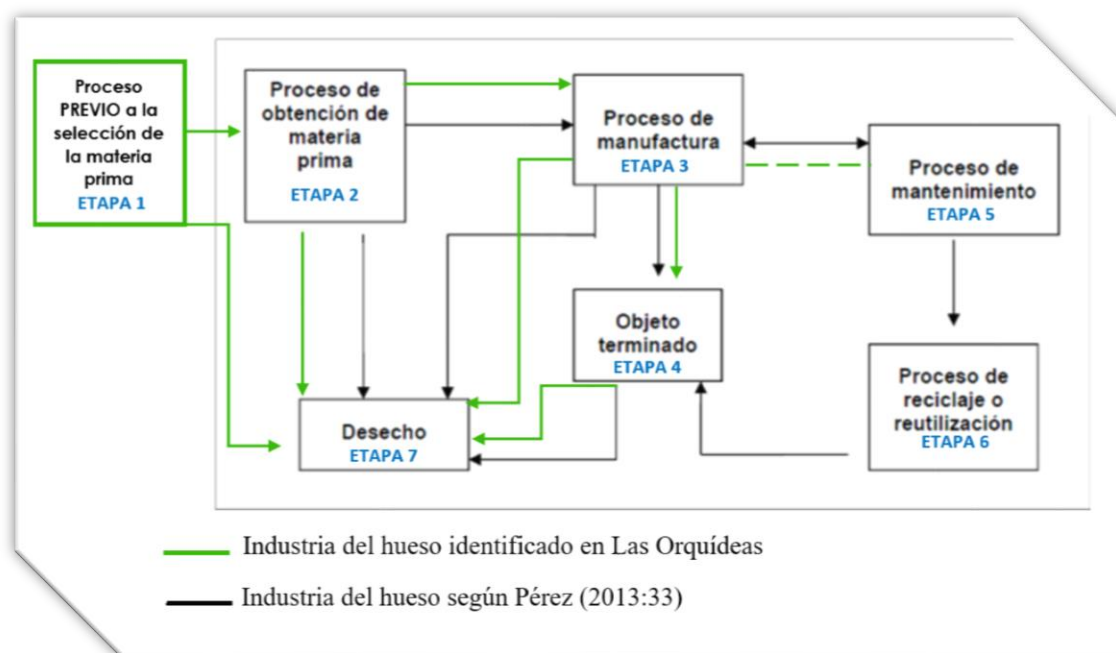 Proceso
PREVIO a la
selección de
la materia
prima
ETAPA 1
Proceso de
obtención de
materia
prima
ETAPA 2
Proceso de
manufactura
ETAPA 3
Proceso de
mantenimiento
ETAPA 5
Objeto
terminado
ETAPA 4
Proceso de
reciclaje o
reutilización
ETAPA 6
Desecho
ETAPA 7
Industria del hueso identificado en Las Orquídeas
Industria del hueso según Pérez (2013:33)